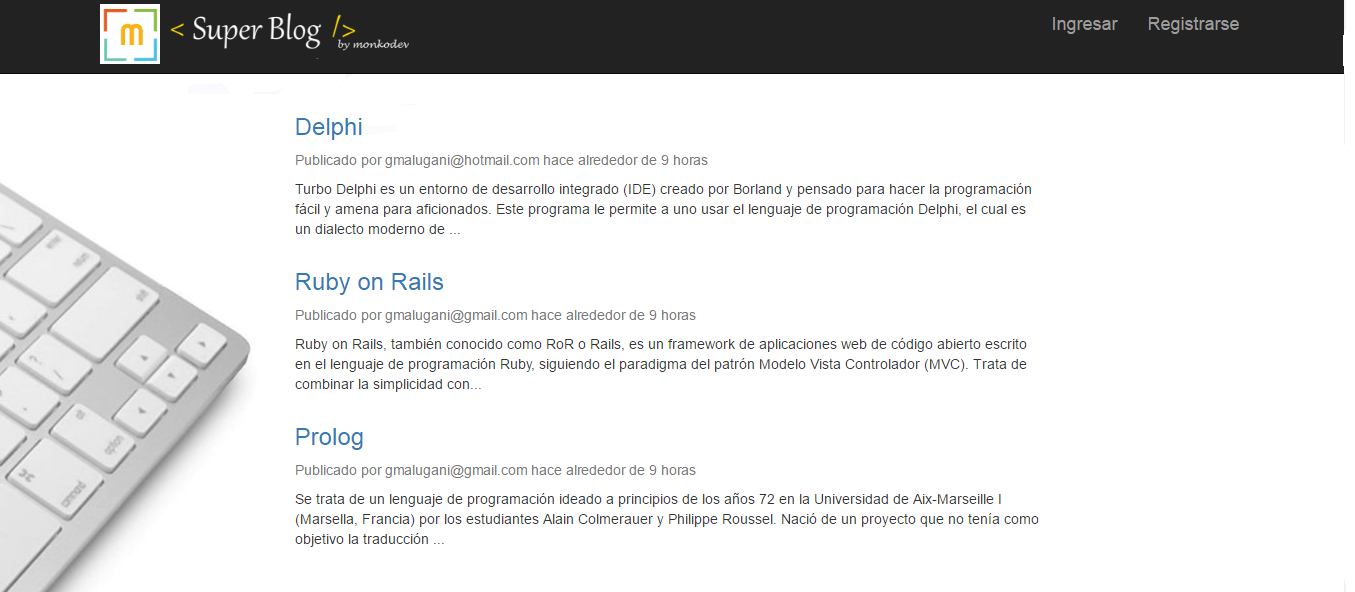 m < Super Blog />
by monkodev
Ingresar Registrarse
Delphi
Publicado por gmalugani@hotmail.com hace alrededor de 9 horas
Turbo Delphi es un entorno de desarrollo integrado (IDE) creado por Borland y pensado para hacer la programación
fácil y amena para aficionados. Este programa le permite a uno usar el lenguaje de programación Delphi, el cual es
un dialecto moderno de ...
Ruby on Rails
Publicado por gmalugani@gmail.com hace alrededor de 9 horas
Ruby on Rails, también conocido como RoR o Rails, es un framework de aplicaciones web de código abierto escrito
en el lenguaje de programación Ruby, siguiendo el paradigma del patrón Modelo Vista Controlador (MVC). Trata de
combinar la simplicidad con...
Prolog
Publicado por gmalugani@gmail.com hace alrededor de 9 horas
Se trata de un lenguaje de programación ideado a principios de los años 72 en la Universidad de Aix-Marseille I
(Marsella, Francia) por los estudiantes Alain Colmerauer y Philippe Roussel. Nació de un proyecto que no tenía como
objetivo la traducción ...
enter
shift
alt
option
command